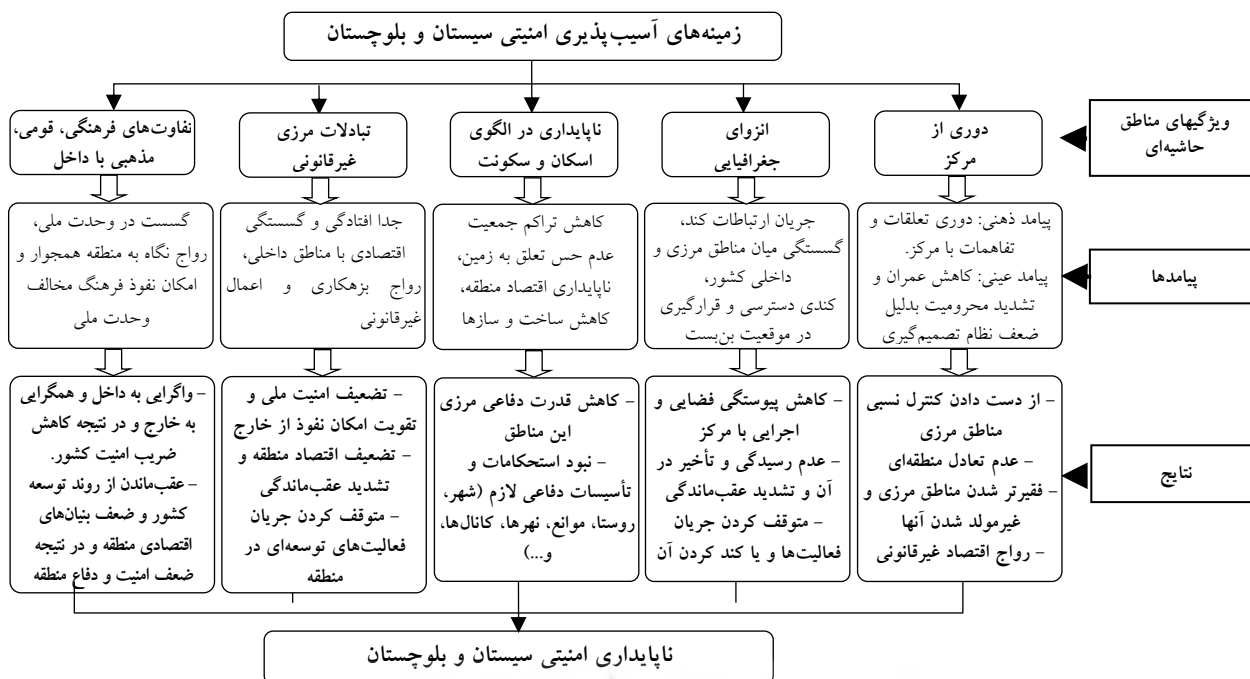 زمینه‌های آسیب‌پذیری امنیتی سیستان و بلوچستان
ویژگیهای مناطق
حاشیه‌ای
دوری از
مرکز
انزوای
جغرافیایی
ناپایداری در الگوی
اسکان و سکونت
تبادلات مرزی
غیرقانونی
تفاوت‌های فرهنگی، قومی،
مذهبی با داخل
پیامدها
پیامد ذهنی: دوری تعلقات و
تفاهمات با مرکز.
پیامد عینی: کاهش عمران و
تشدید محرومیت بدلیل
ضعف نظام تصمیم‌گیری
جریان ارتباطات کند،
گسستگی میان مناطق مرزی و
داخلی کشور،
کندی دسترسی و قرارگیری
در موقعیت بن‌بست
کاهش تراکم جمعیت
عدم حس تعلق به زمین،
ناپایداری اقتصاد منطقه،
کاهش ساخت و سازها
جدا افتادگی و گسستگی
اقتصادی با مناطق داخلی،
رواج بزهکاری و اعمال
غیرقانونی
گسست در وحدت ملی،
رواج نگاه به منطقه همجوار و
امکان نفوذ فرهنگ مخالف
وحدت ملی
نتایج
– از دست دادن کنترل نسبی
مناطق مرزی
– عدم تعادل منطقه‌ای
– فقیرتر شدن مناطق مرزی و
غیرمولد شدن آنها
– رواج اقتصاد غیرقانونی
– کاهش پیوستگی فضایی و
اجرایی با مرکز
– عدم رسیدگی و تأخیر در
آن و تشدید عقب‌ماندگی
– متوقف کردن جریان
فعالیت‌ها و یا کند کردن آن
– کاهش قدرت دفاعی مرزی
این مناطق
– نبود استحکامات و
تأسیسات دفاعی لازم (شهر،
روستا، موانع، نهرها، کانال‌ها،
و...)
– تضعیف امنیت ملی و
تقویت امکان نفوذ از خارج
– تضعیف اقتصاد منطقه و
تشدید عقب‌ماندگی
– متوقف کردن جریان
فعالیت‌های توسعه‌ای در
منطقه
– واگرایی به داخل و همگرایی
به خارج و در نتیجه کاهش
ضریب امنیت کشور.
– عقب‌ماندن از روند توسعه
کشور و ضعف بنیان‌های
اقتصادی منطقه و در نتیجه
ضعف امنیت و دفاع منطقه
ناپایداری امنیتی سیستان و بلوچستان